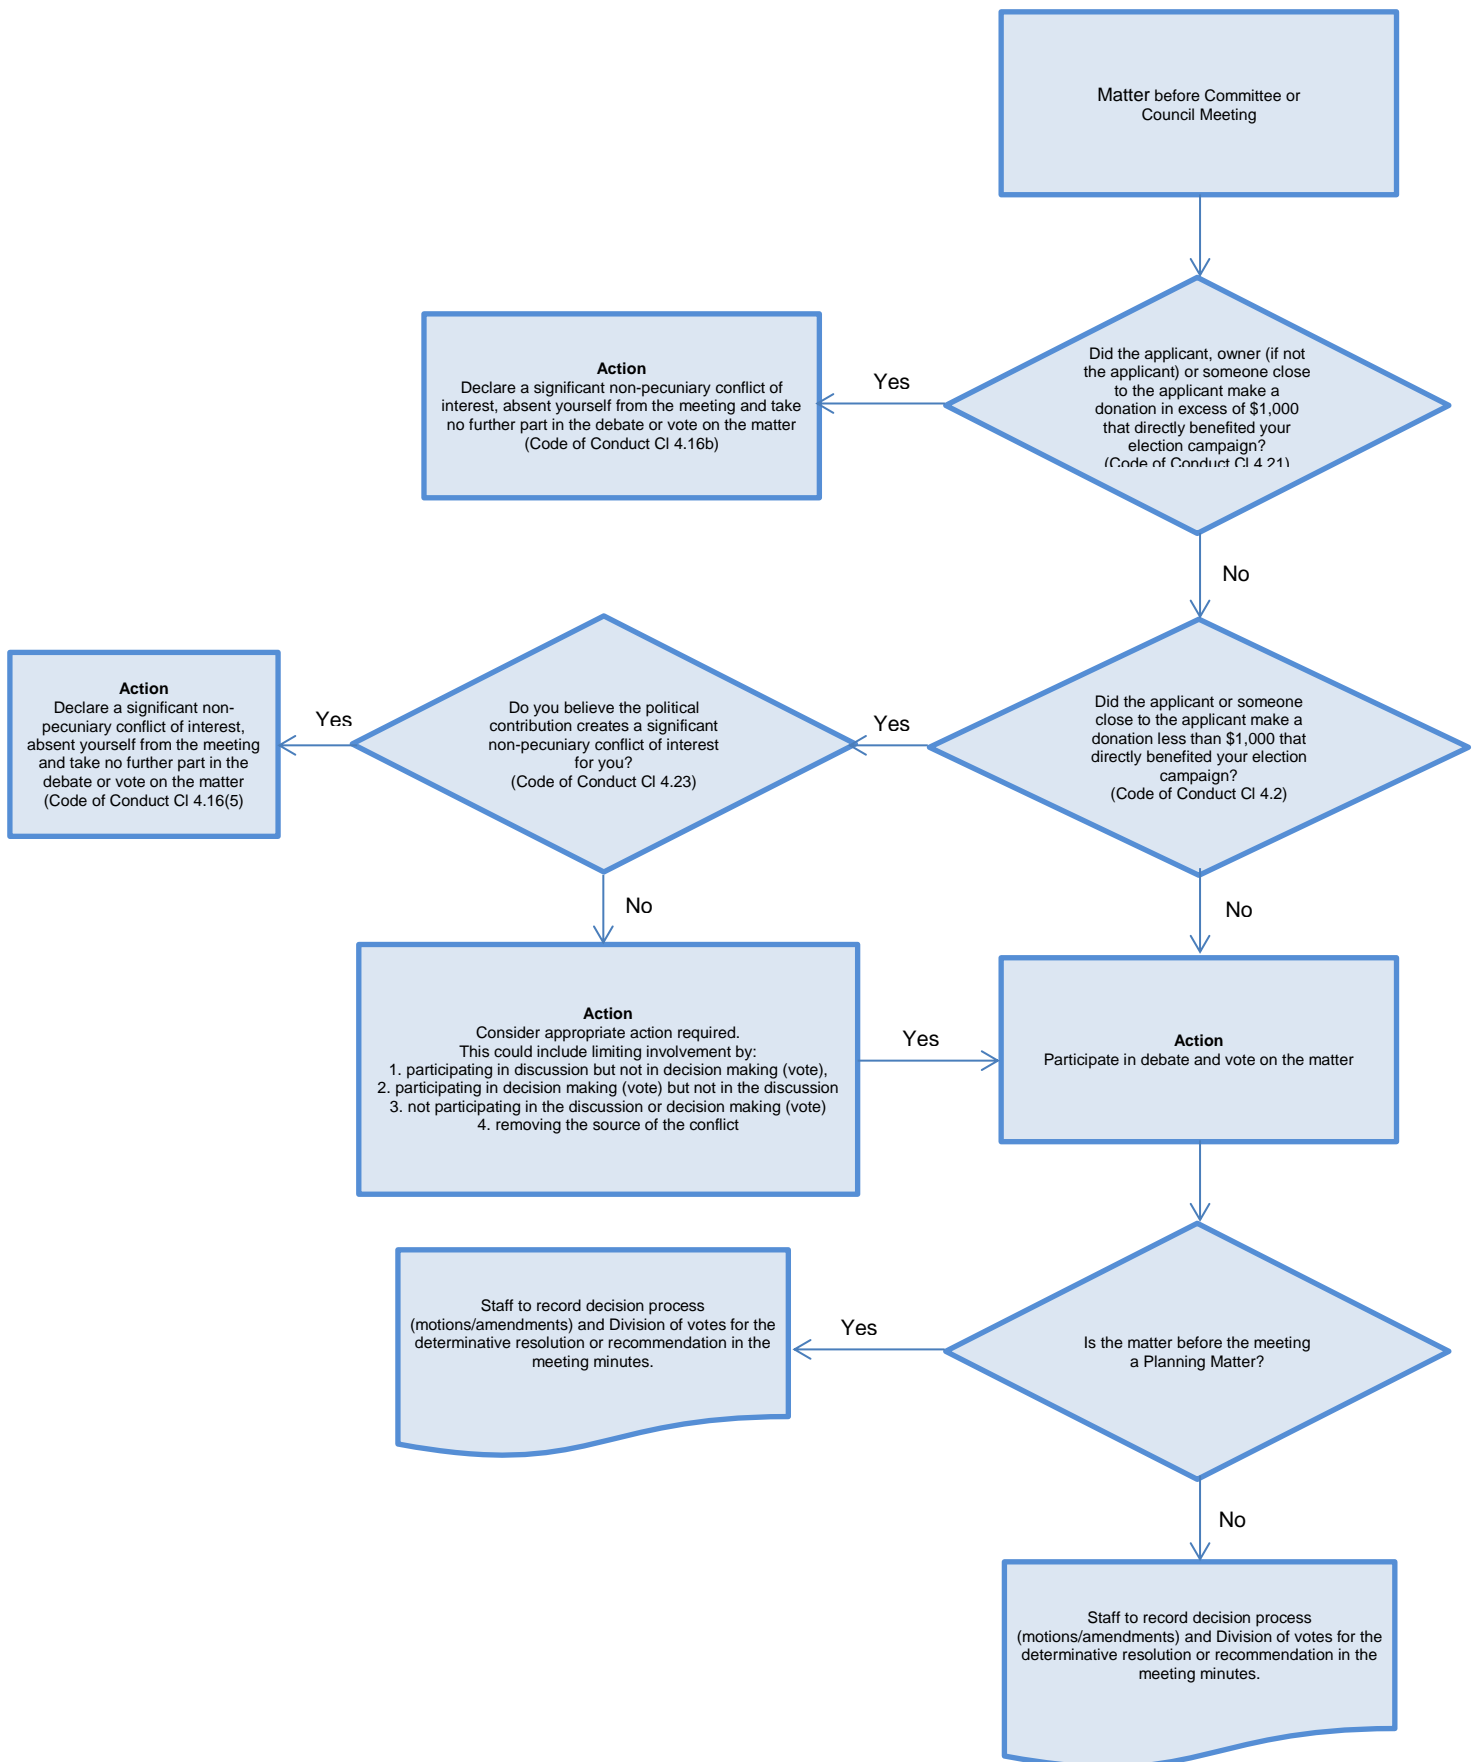 Matter before Committee or
Council Meeting
Did the applicant, owner (if not
the applicant) or someone close
to the applicant make a
donation in excess of $1,000
that directly benefited your
election campaign?
(Code of Conduct Cl 4.21)
Yes
Action
Declare a significant non-pecuniary conflict of
interest, absent yourself from the meeting and take
no further part in the debate or vote on the matter
(Code of Conduct Cl 4.16b)
No
Did the applicant or someone
close to the applicant make a
donation less than $1,000 that
directly benefited your election
campaign?
(Code of Conduct Cl 4.2)
Yes
Do you believe the political
contribution creates a significant
non-pecuniary conflict of interest
for you?
(Code of Conduct Cl 4.23)
Yes
Action
Declare a significant non-
pecuniary conflict of interest,
absent yourself from the meeting
and take no further part in the
debate or vote on the matter
(Code of Conduct Cl 4.16(5)
No
No
Action
Consider appropriate action required.
This could include limiting involvement by:
1. participating in discussion but not in decision making (vote),
2. participating in decision making (vote) but not in the discussion
3. not participating in the discussion or decision making (vote)
4. removing the source of the conflict
Yes
Action
Participate in debate and vote on the matter
Is the matter before the meeting
a Planning Matter?
Yes
Staff to record decision process
(motions/amendments) and Division of votes for the
determinative resolution or recommendation in the
meeting minutes.
No
Staff to record decision process
(motions/amendments) and Division of votes for the
determinative resolution or recommendation in the
meeting minutes.